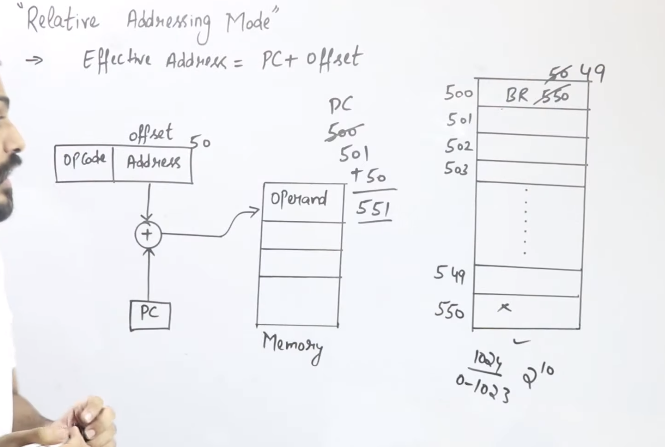 "Relative Addressing Mode"
→ Effective Address = PC + Offset
offset 50
OPCode Address
+
PC
PC
500
501
+50
551
Operand
Memory
50 49
500 BR 550
501
502
503
549
550 *
1024
0-1023
2^10